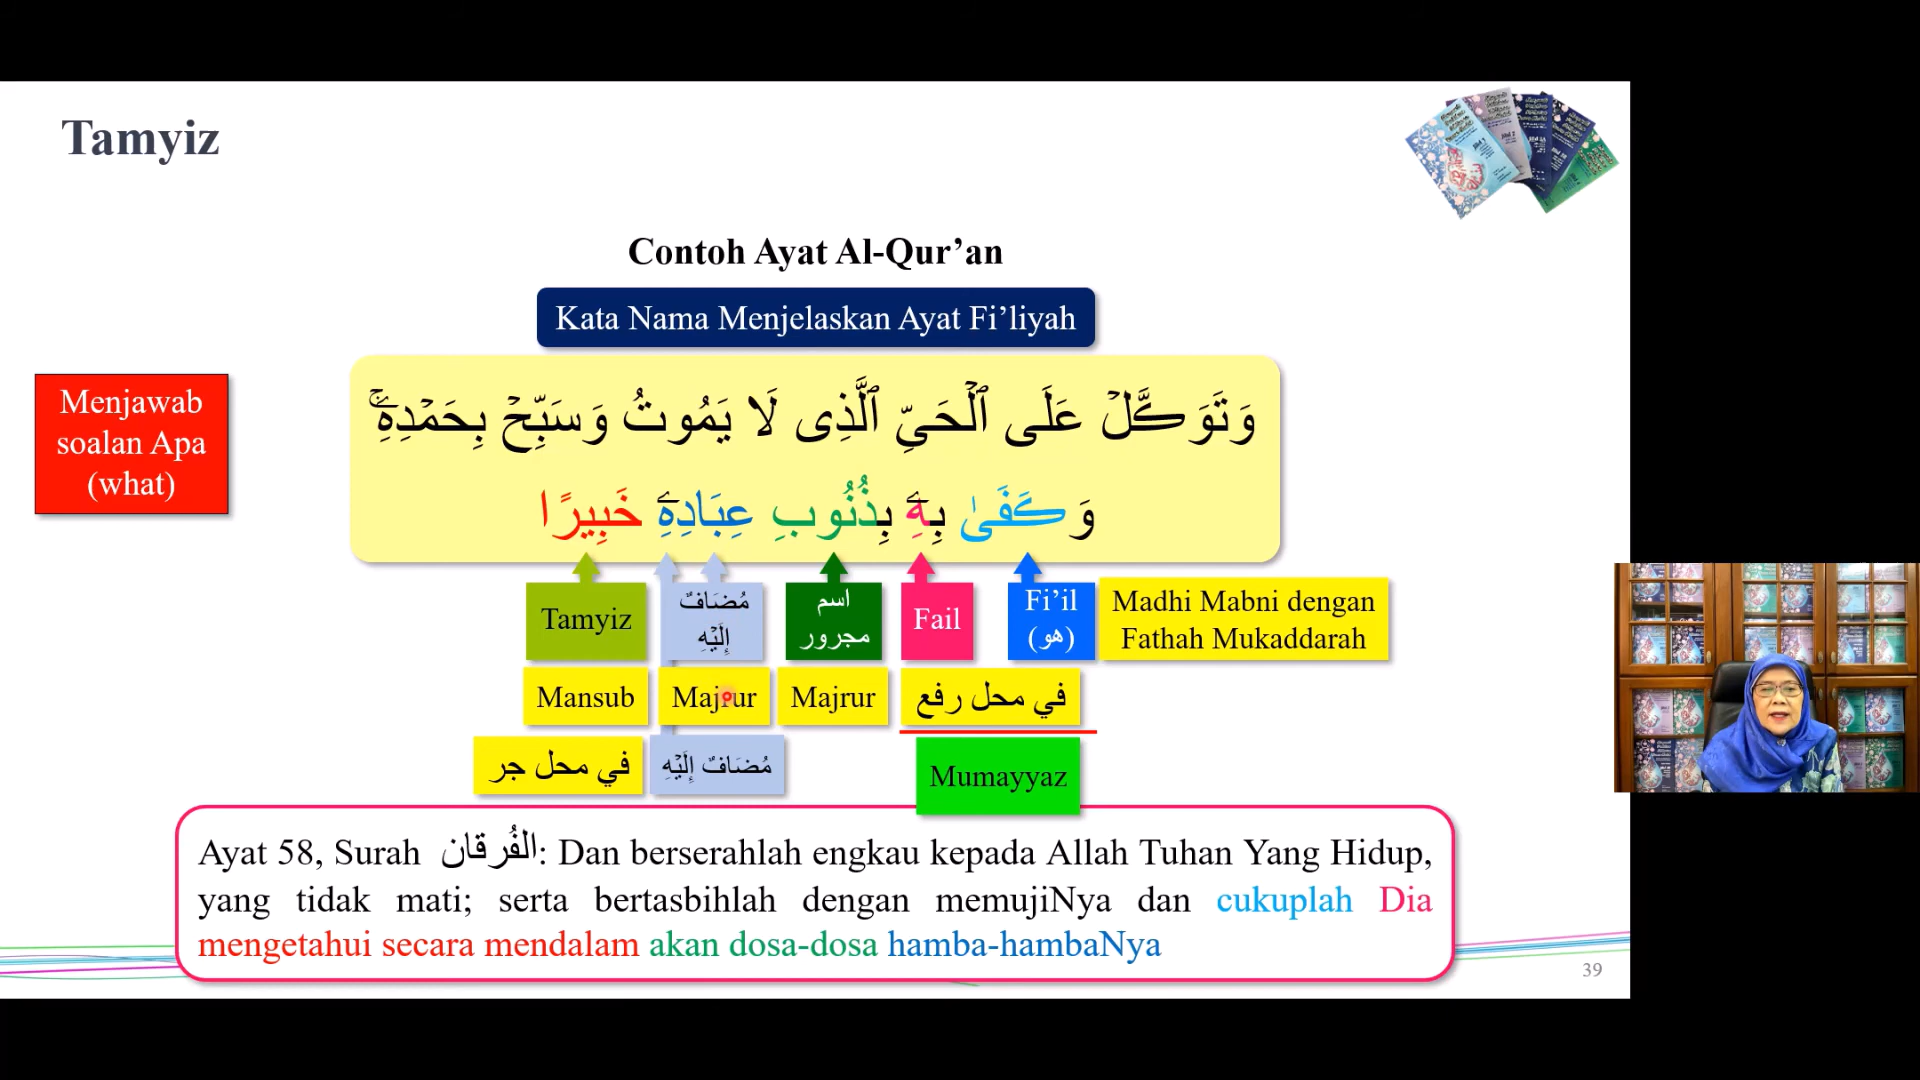 Tamyiz
Contoh Ayat Al-Qur’an
Kata Nama Menjelaskan Ayat Fi’liyah
Menjawab
soalan Apa
(what)
وَتَوَكَّلۡ عَلَى ٱلۡحَيِّ ٱلَّذِى لَا يَمُوتُ وَسَبِّحۡ بِحَمۡدِهِۦۚ
وَكَفَىٰ بِهِۦ بِذُنُوبِ عِبَادِهِۦ خَبِيرًا
Tamyiz
مُضَافٌ
إِلَيْهِ
اسم
مجرور
Fail
Fi’il
(هو)
Madhi Mabni dengan
Fathah Mukaddarah
Mansub
Majrur
Majrur
في محل رفع
في محل جر
مُضَافٌ إِلَيْهِ
Mumayyaz
Ayat 58, Surah الفُرقان: Dan berserahlah engkau kepada Allah Tuhan Yang Hidup,
yang tidak mati; serta bertasbihlah dengan memujiNya dan cukuplah Dia
mengetahui secara mendalam akan dosa-dosa hamba-hambaNya
39